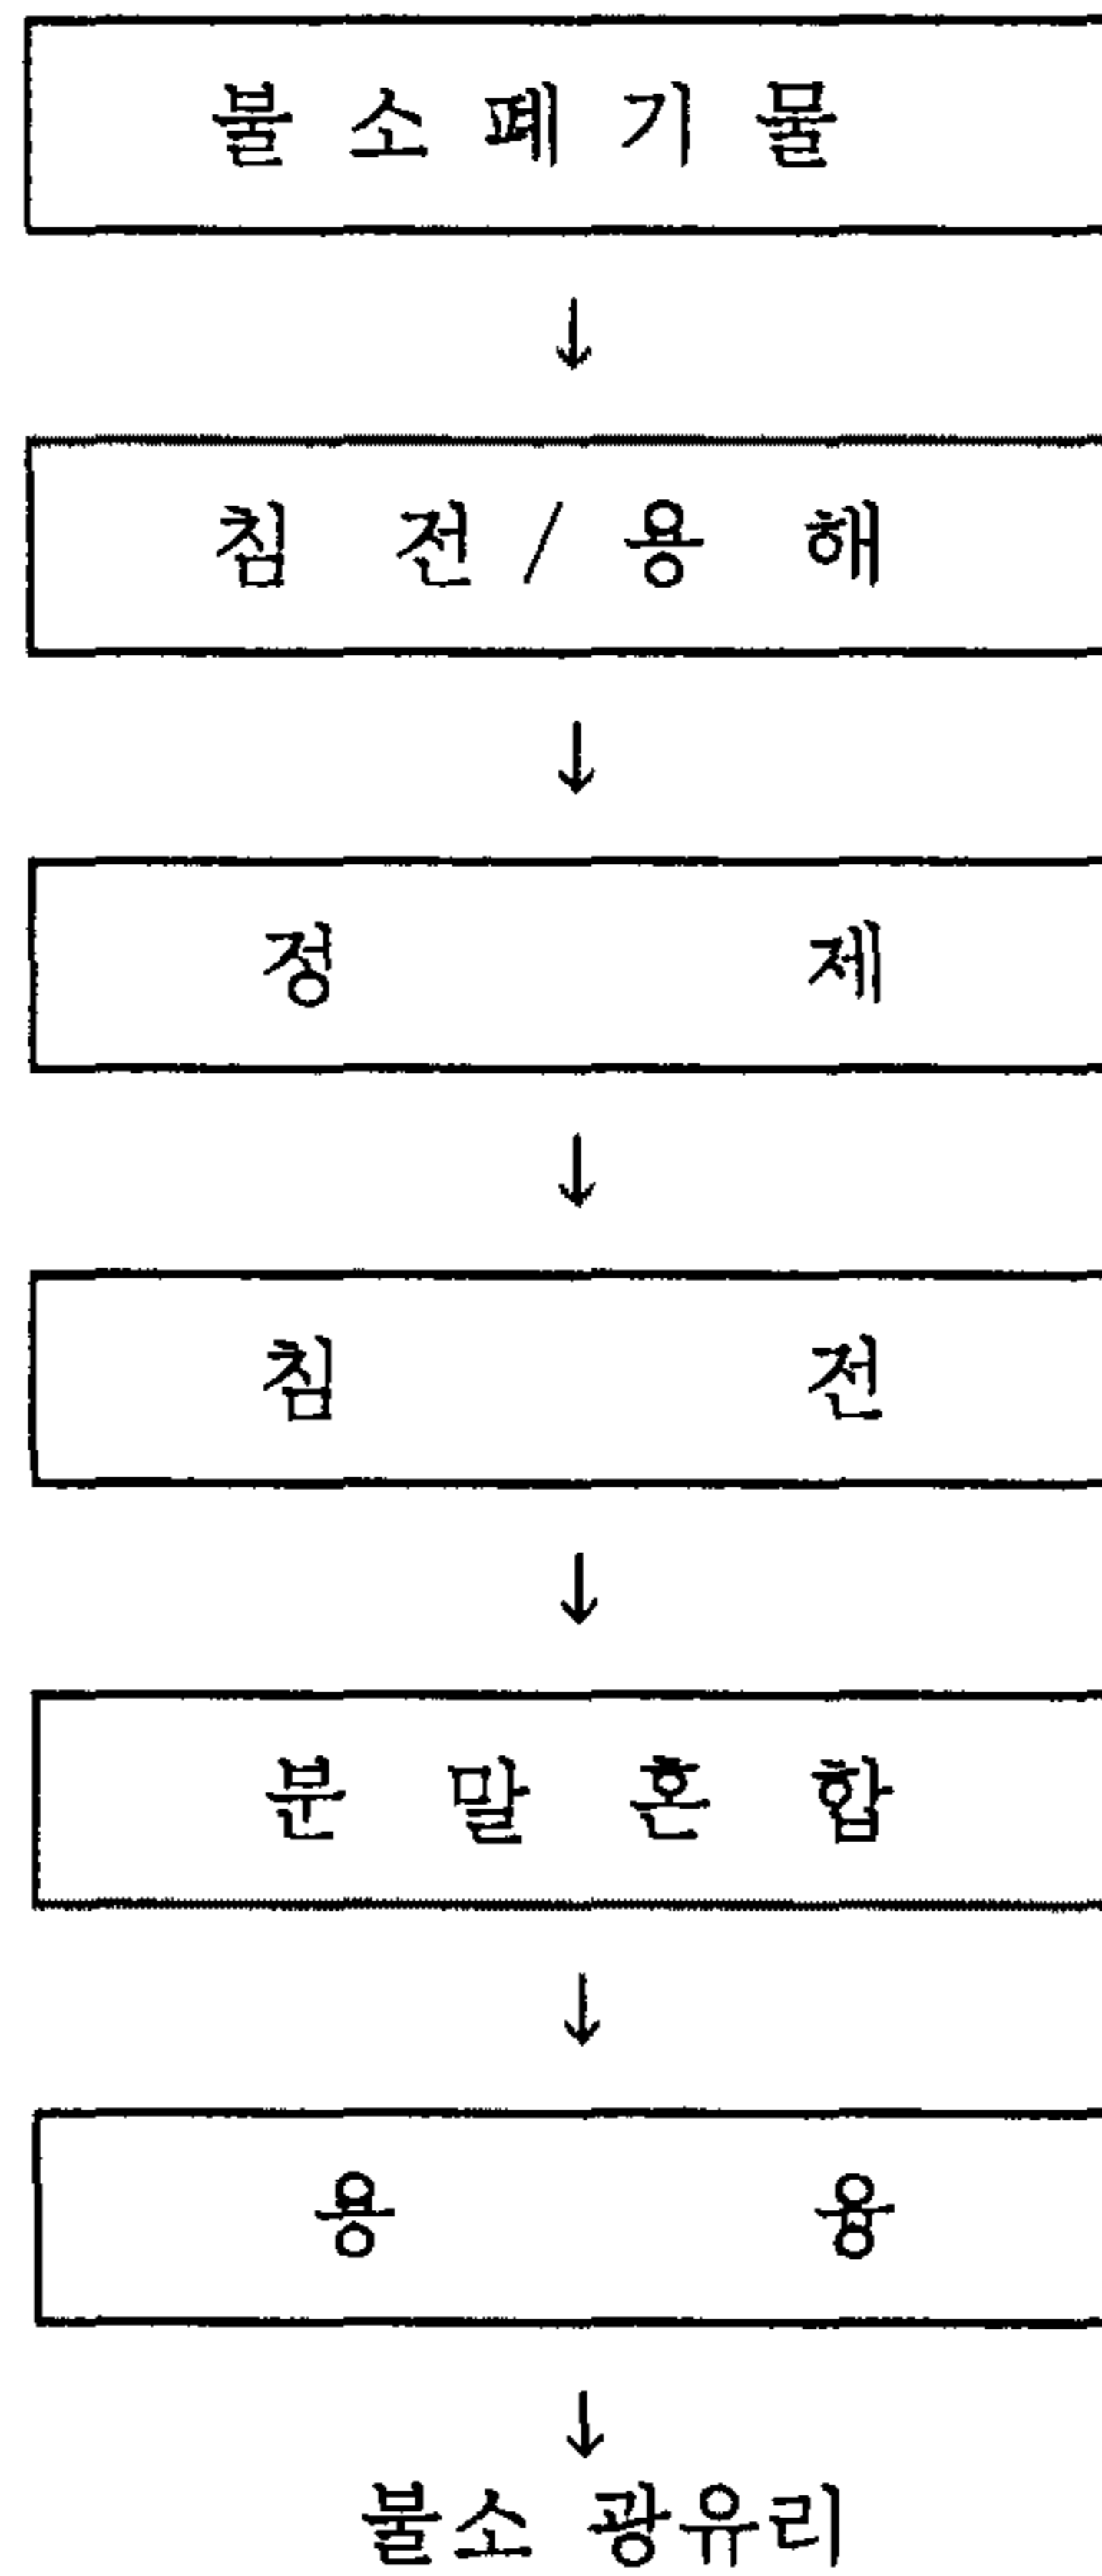 불 소 폐 기 물
↓
침 전 / 용 해
↓
정 제
↓
침 전
↓
분 말 혼 합
↓
용 융
↓
불소 광유리